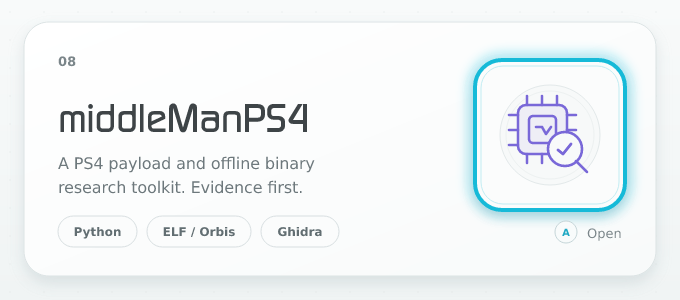 08
middleManPS4
A PS4 payload and offline binary
research toolkit. Evidence first.
Python
ELF / Orbis
Ghidra
A Open